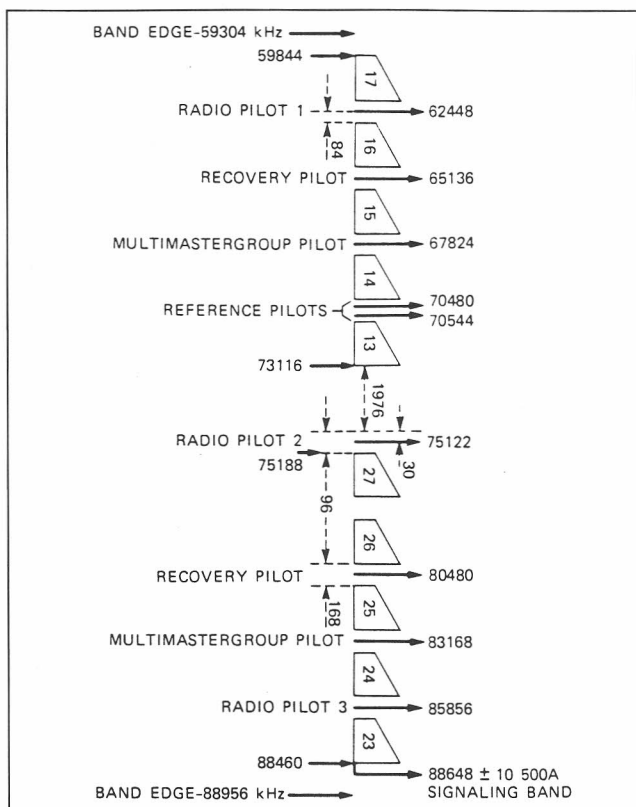 BAND EDGE-59304 kHz
59844
17
RADIO PILOT 1
62448
84
16
RECOVERY PILOT
65136
15
MULTIMASTERGROUP PILOT
67824
14
REFERENCE PILOTS
70480
70544
13
73116
1976
RADIO PILOT 2
75122
75188
30
27
96
26
RECOVERY PILOT
80480
168
25
MULTIMASTERGROUP PILOT
83168
24
RADIO PILOT 3
85856
23
88460
88648 ± 10 500A
SIGNALING BAND
BAND EDGE-88956 kHz